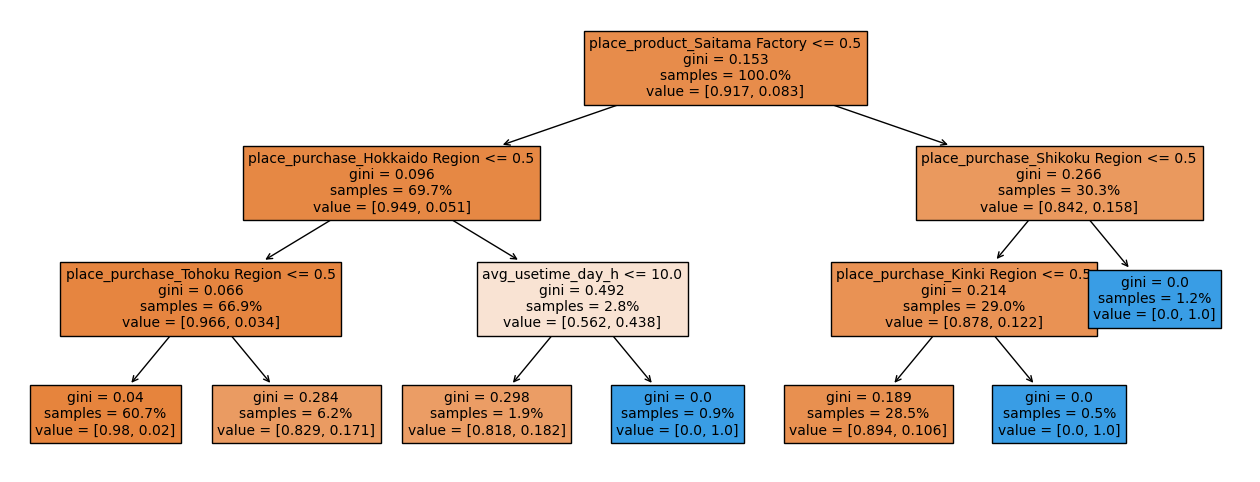 place_product_Saitama Factory <= 0.5
gini = 0.153
samples = 100.0%
value = [0.917, 0.083]
place_purchase_Hokkaido Region <= 0.5
gini = 0.096
samples = 69.7%
value = [0.949, 0.051]
place_purchase_Shikoku Region <= 0.5
gini = 0.266
samples = 30.3%
value = [0.842, 0.158]
place_purchase_Tohoku Region <= 0.5
gini = 0.066
samples = 66.9%
value = [0.966, 0.034]
avg_usetime_day_h <= 10.0
gini = 0.492
samples = 2.8%
value = [0.562, 0.438]
place_purchase_Kinki Region <= 0.5
gini = 0.214
samples = 29.0%
value = [0.878, 0.122]
gini = 0.0
samples = 1.2%
value = [0.0, 1.0]
gini = 0.04
samples = 60.7%
value = [0.98, 0.02]
gini = 0.284
samples = 6.2%
value = [0.829, 0.171]
gini = 0.298
samples = 1.9%
value = [0.818, 0.182]
gini = 0.0
samples = 0.9%
value = [0.0, 1.0]
gini = 0.189
samples = 28.5%
value = [0.894, 0.106]
gini = 0.0
samples = 0.5%
value = [0.0, 1.0]